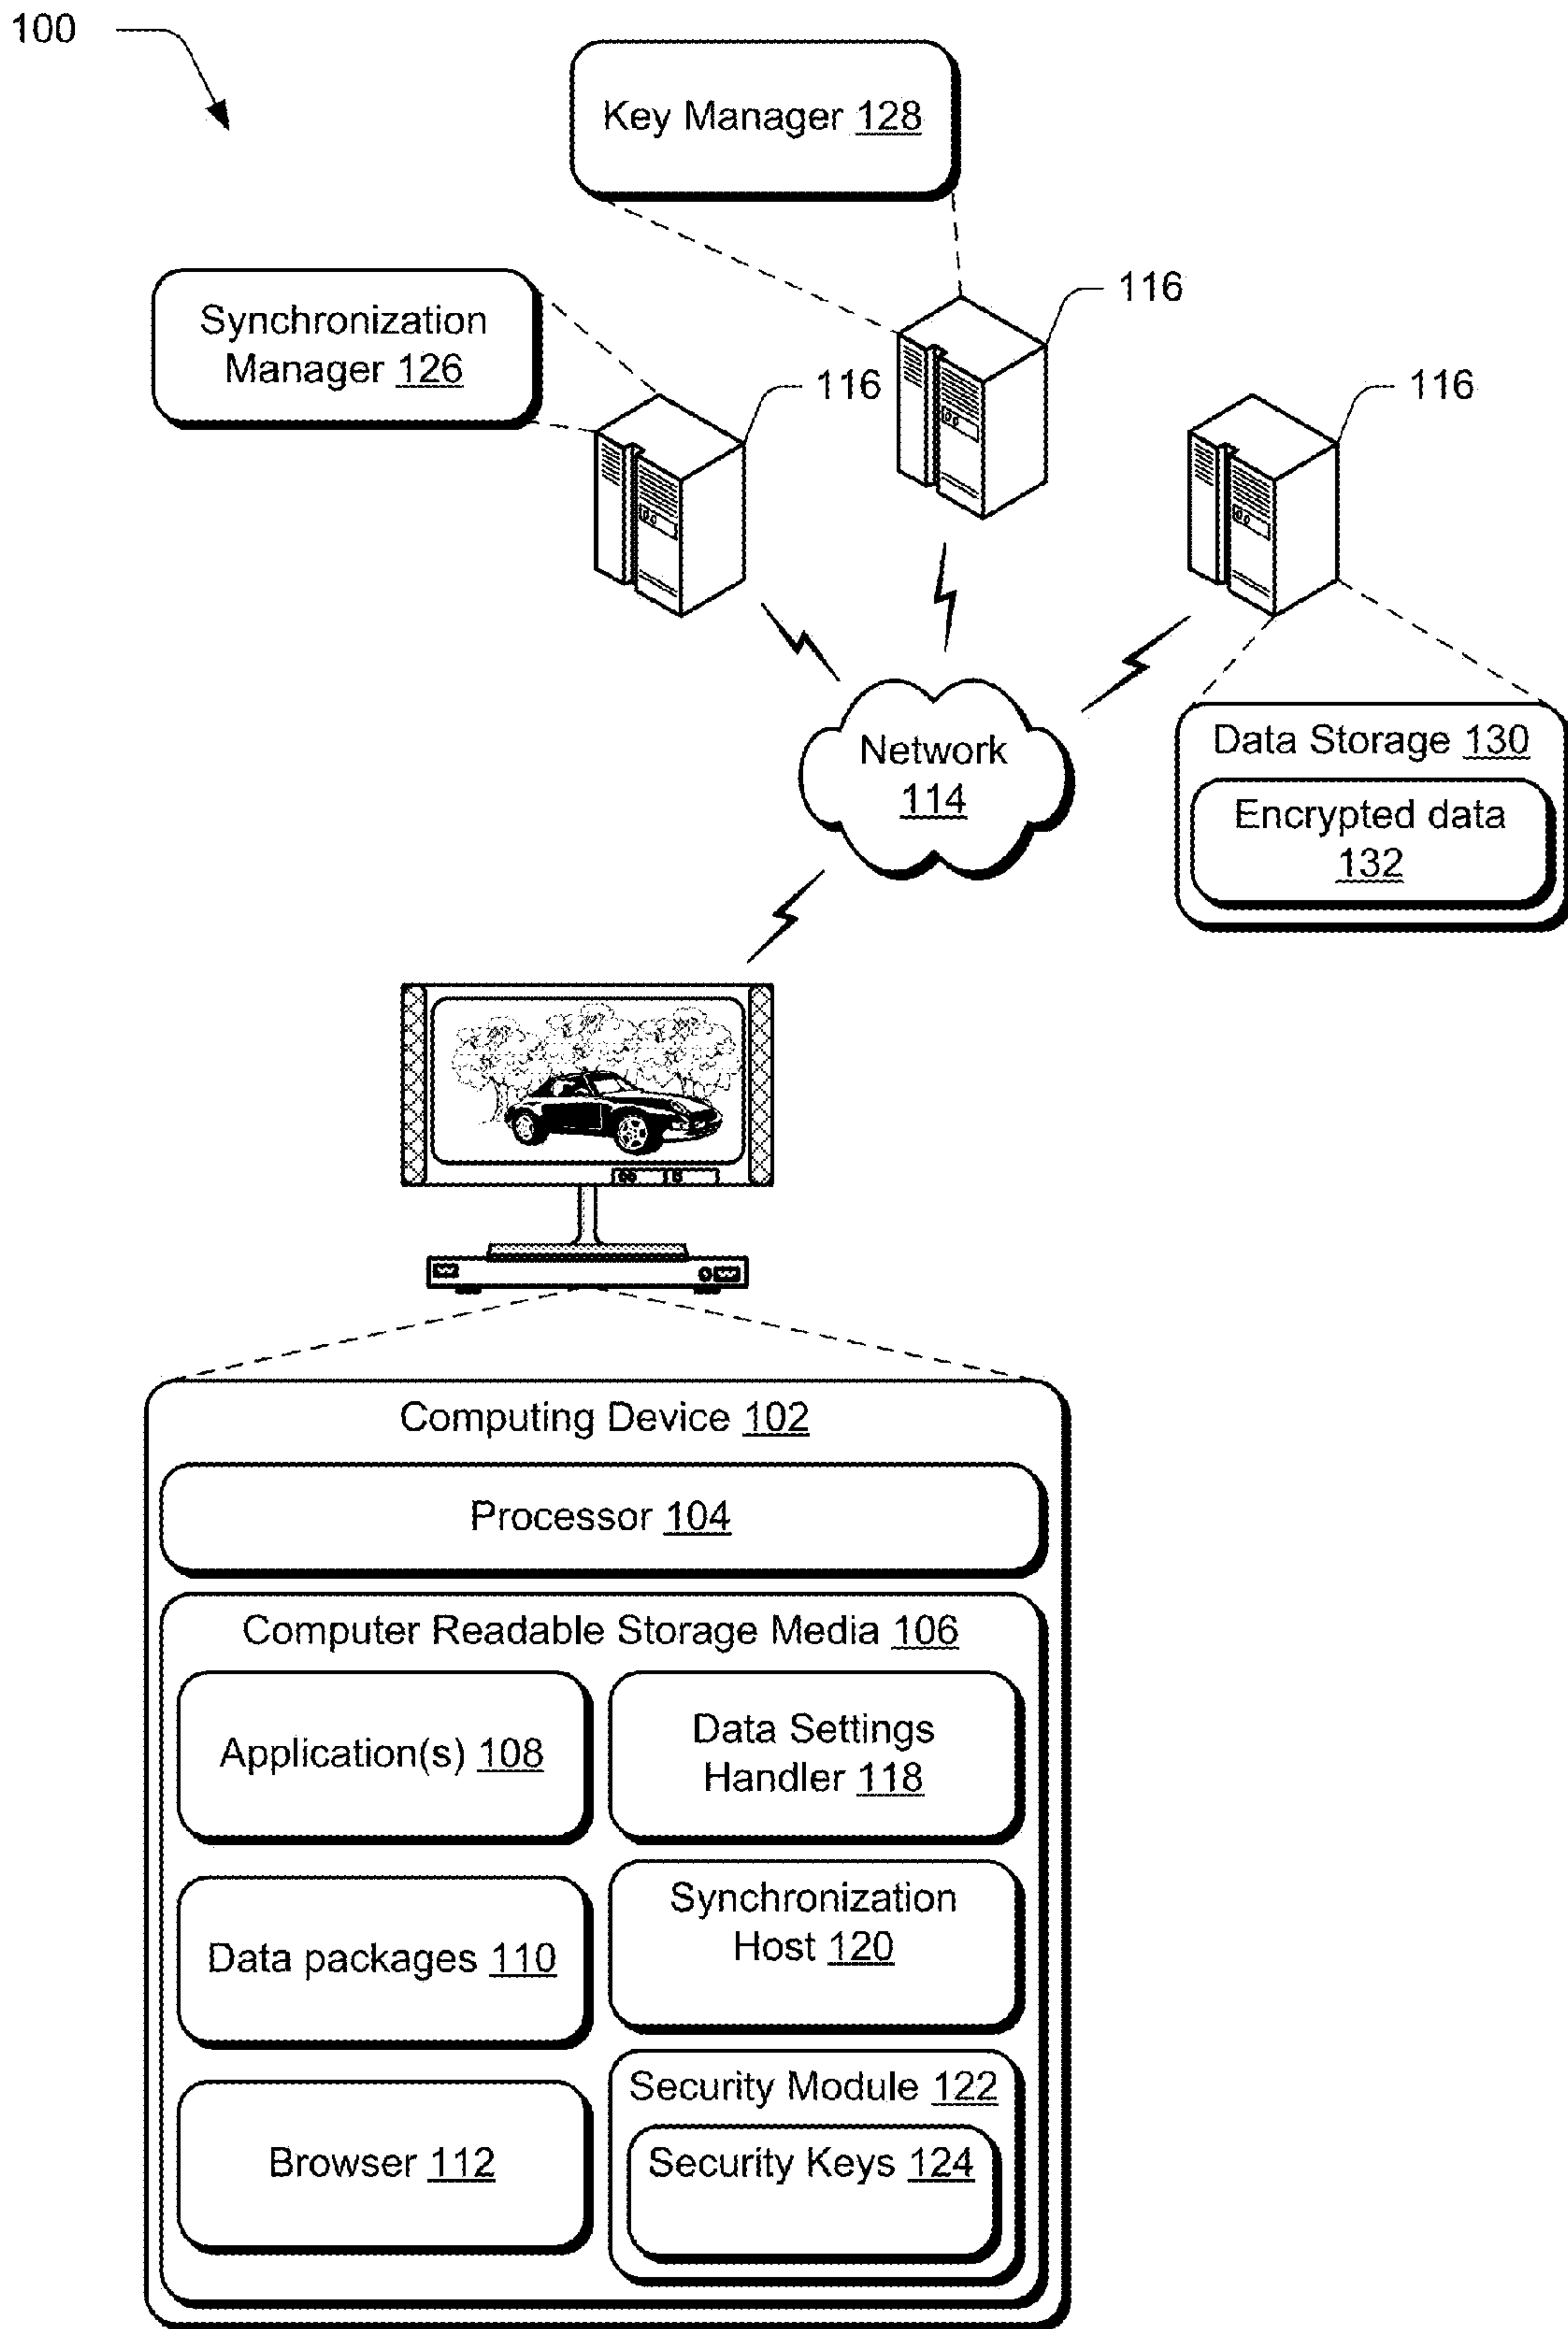 100
Key Manager 128
116
Synchronization
Manager 126
116
116
Network
114
Data Storage 130
Encrypted data
132
Computing Device 102
Processor 104
Computer Readable Storage Media 106
Application(s) 108
Data Settings
Handler 118
Data packages 110
Synchronization
Host 120
Browser 112
Security Module 122
Security Keys 124